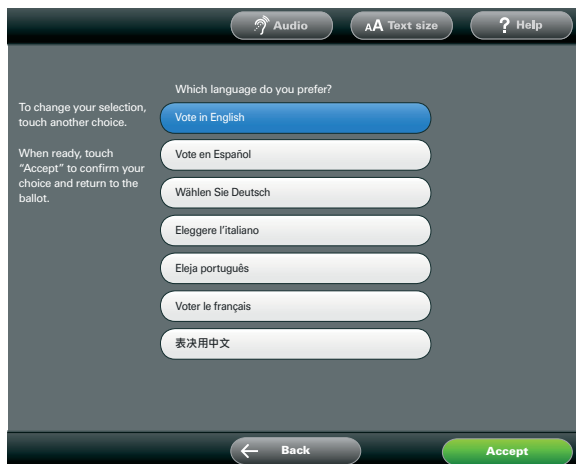 Audio
AA Text size
? Help
Which language do you prefer?
To change your selection,
touch another choice.
When ready, touch
“Accept” to confirm your
choice and return to the
ballot.
Vote in English
Vote en Español
Wählen Sie Deutsch
Eleggere l’italiano
Eleja português
Voter le français
表决用中文
← Back
Accept